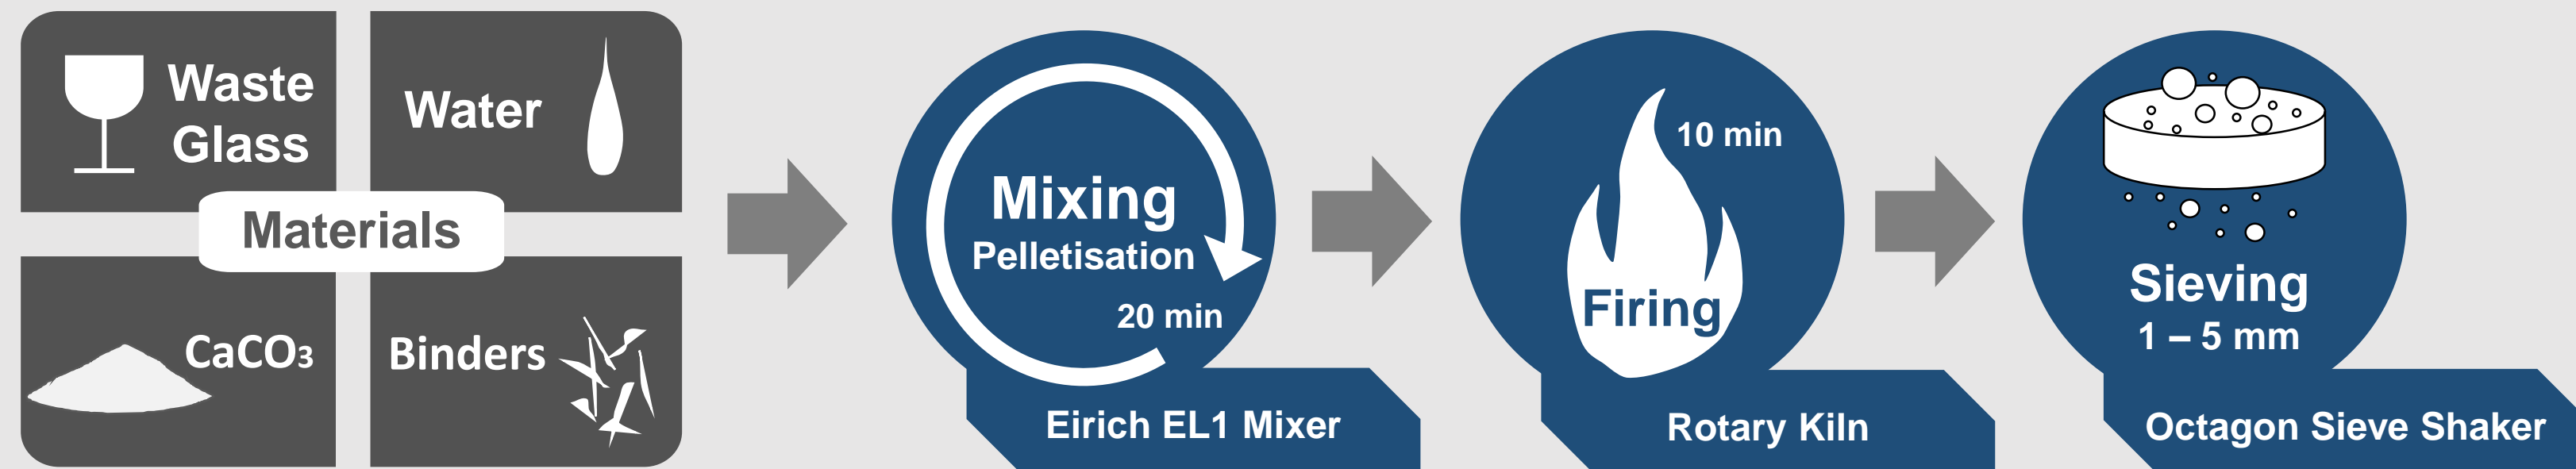 Waste
Glass
Water
Materials
CaCO₃
Binders
Mixing
Pelletisation
20 min
Eirich EL1 Mixer
10 min
Firing
Rotary Kiln
Sieving
1 – 5 mm
Octagon Sieve Shaker